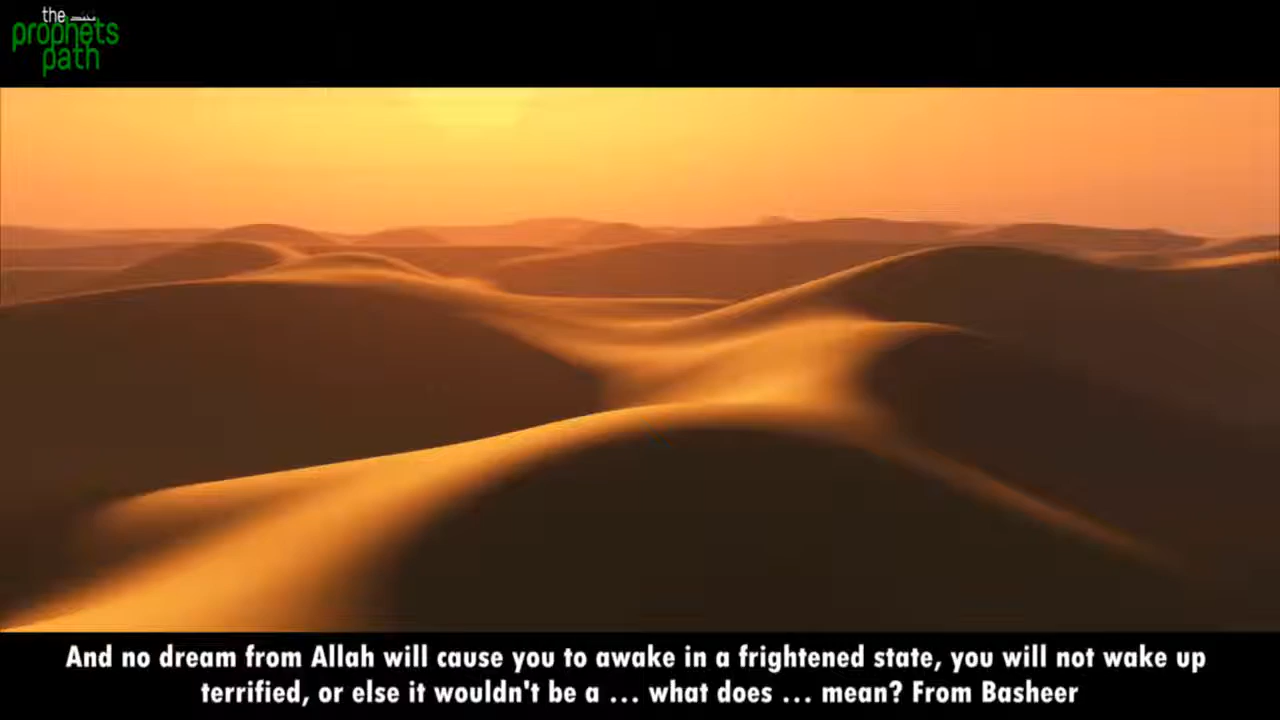 the
prophets
path
And no dream from Allah will cause you to awake in a frightened state, you will not wake up
terrified, or else it wouldn't be a ... what does ... mean? From Basheer